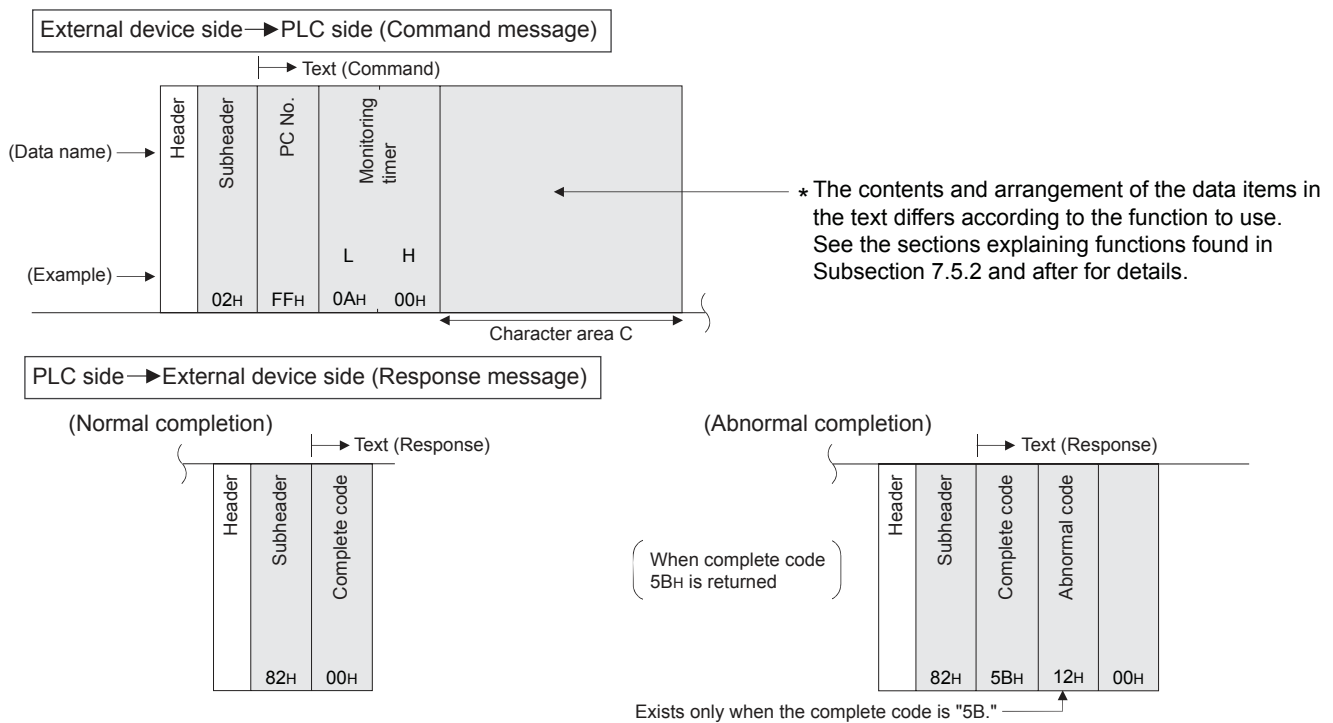 External device side → PLC side (Command message)
Text (Command)
(Data name)
Header
Subheader
PC No.
Monitoring
timer
* The contents and arrangement of the data items in
the text differs according to the function to use.
See the sections explaining functions found in
Subsection 7.5.2 and after for details.
(Example)
L H
02H FFH 0AH 00H
Character area C
PLC side → External device side (Response message)
(Normal completion)
Text (Response)
Header
Subheader
Complete code
82H 00H
(Abnormal completion)
Text (Response)
When complete code
5BH is returned
Header
Subheader
Complete code
Abnormal code
82H 5BH 12H 00H
Exists only when the complete code is "5B."